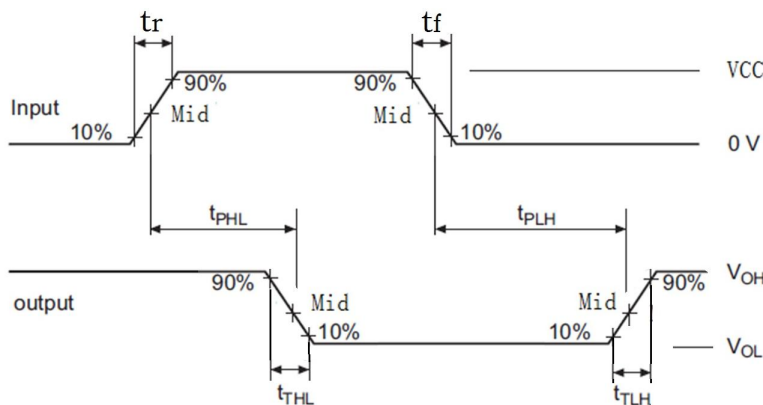 tr tf
90% 90% VCC
Input Mid Mid
10% 10% 0 V
tPHL tPLH
90% 90% VOH
output Mid Mid
10% 10% VOL
tTHL tTLH